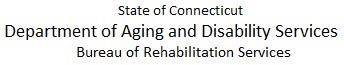 State of Connecticut
Department of Aging and Disability Services
Bureau of Rehabilitation Services